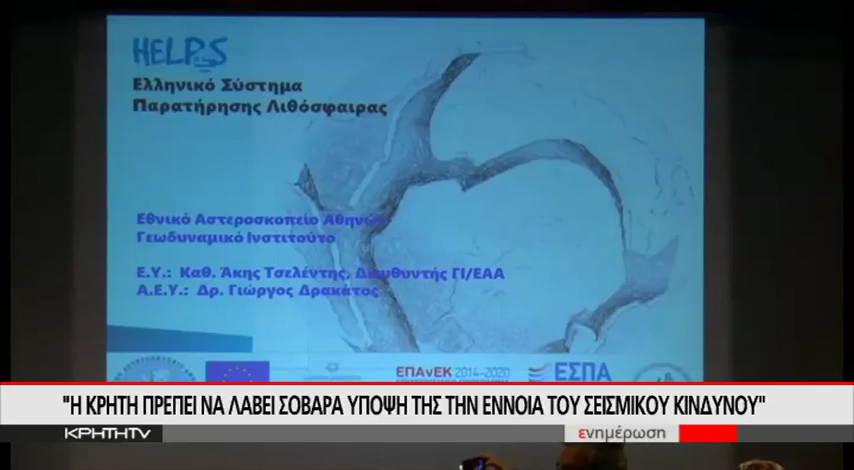 HELPOS
Ελληνικό Σύστημα
Παρατήρησης Λιθόσφαιρας
Εθνικό Αστεροσκοπείο Αθηνών
Γεωδυναμικό Ινστιτούτο
Ε.Υ.: Καθ. Άκης Τσελέντης, Διευθυντής ΓΙ/ΕΑΑ
Α.Ε.Υ.: Δρ. Γιώργος Δρακάτος
ΕΠΑνΕΚ 2014-2020
ΕΣΠΑ
"Η ΚΡΗΤΗ ΠΡΕΠΕΙ ΝΑ ΛΑΒΕΙ ΣΟΒΑΡΑ ΥΠΟΨΗ ΤΗΣ ΤΗΝ ΕΝΝΟΙΑ ΤΟΥ ΣΕΙΣΜΙΚΟΥ ΚΙΝΔΥΝΟΥ"
ΚΡΗΤΗTV
ενημέρωση